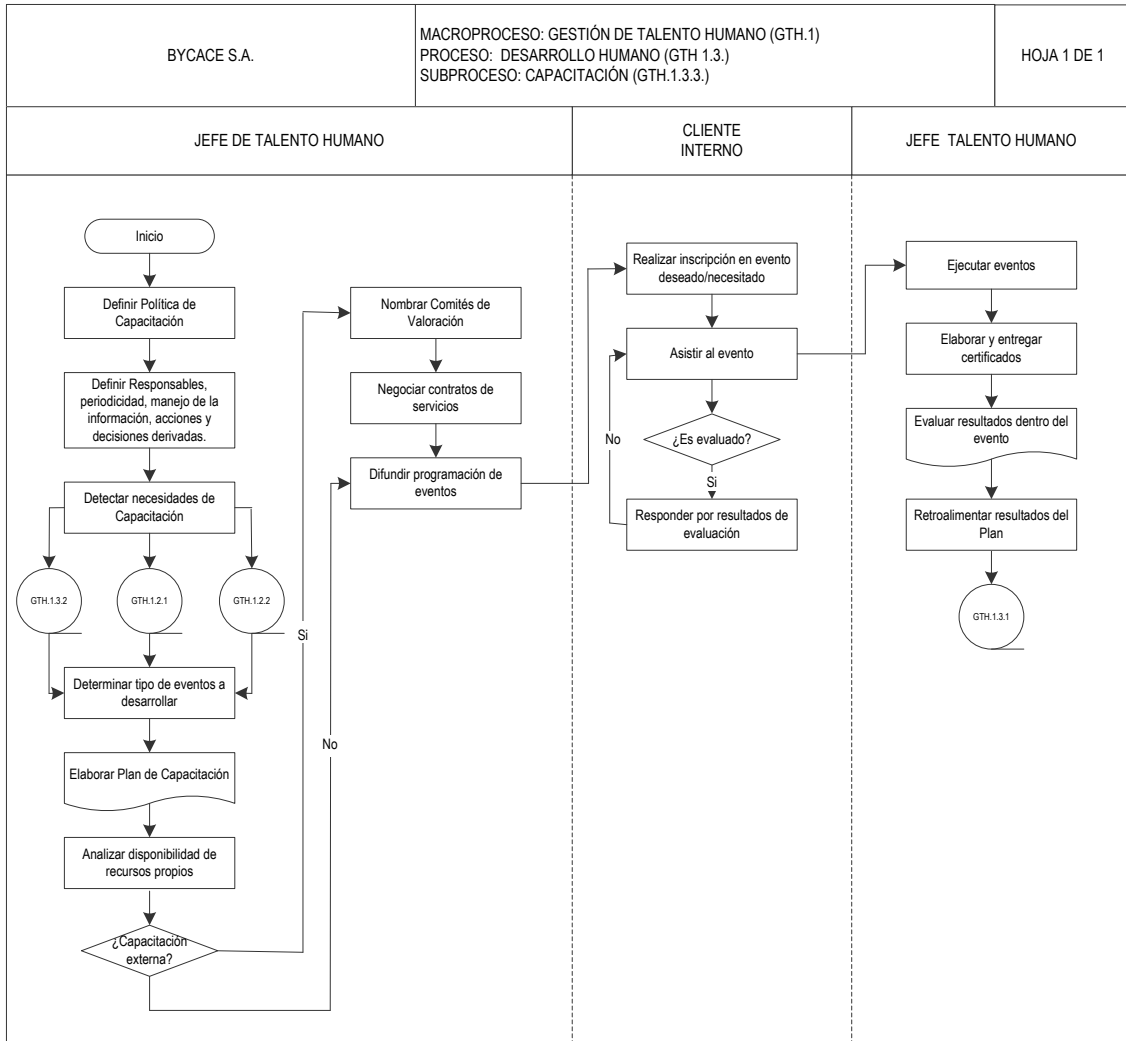 BYCACE S.A.
MACROPROCESO: GESTIÓN DE TALENTO HUMANO (GTH.1)
PROCESO:  DESARROLLO HUMANO (GTH 1.3.)
SUBPROCESO: CAPACITACIÓN (GTH.1.3.3.)
HOJA 1 DE 1
JEFE DE TALENTO HUMANO
CLIENTE
INTERNO
JEFE  TALENTO HUMANO
Inicio
Definir Política de
Capacitación
Definir Responsables,
periodicidad, manejo de la
información, acciones y
decisiones derivadas.
Detectar necesidades de
Capacitación
GTH.1.3.2
GTH.1.2.1
GTH.1.2.2
Determinar tipo de eventos a
desarrollar
Elaborar Plan de Capacitación
Analizar disponibilidad de
recursos propios
¿Capacitación
externa?
Si
No
Nombrar Comités de
Valoración
Negociar contratos de
servicios
Difundir programación de
eventos
Realizar inscripción en evento
deseado/necesitado
Asistir al evento
¿Es evaluado?
No
Si
Responder por resultados de
evaluación
Ejecutar eventos
Elaborar y entregar
certificados
Evaluar resultados dentro del
evento
Retroalimentar resultados del
Plan
GTH.1.3.1